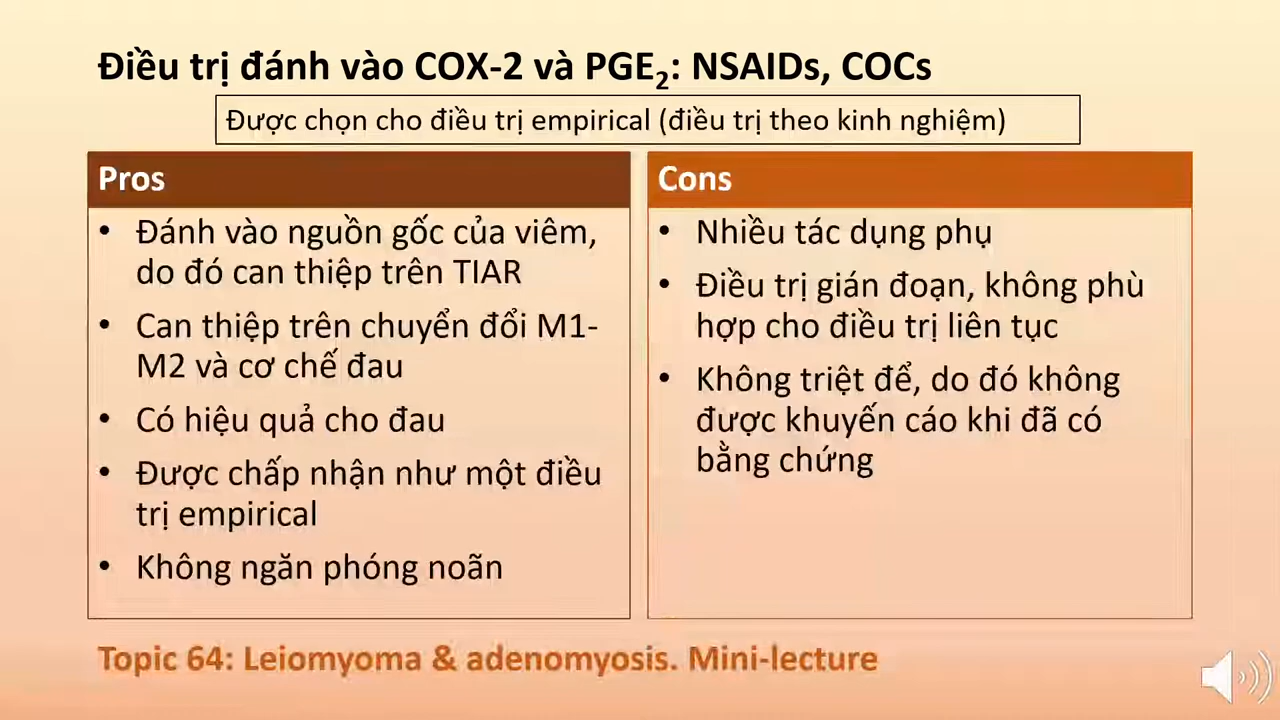 Điều trị đánh vào COX-2 và PGE₂: NSAIDs, COCs
Được chọn cho điều trị empirical (điều trị theo kinh nghiệm)
Pros
• Đánh vào nguồn gốc của viêm,
do đó can thiệp trên TIAR
• Can thiệp trên chuyển đổi M1-
M2 và cơ chế đau
• Có hiệu quả cho đau
• Được chấp nhận như một điều
trị empirical
• Không ngăn phóng noãn
Cons
• Nhiều tác dụng phụ
• Điều trị gián đoạn, không phù
hợp cho điều trị liên tục
• Không triệt để, do đó không
được khuyến cáo khi đã có
bằng chứng
Topic 64: Leiomyoma & adenomyosis. Mini-lecture